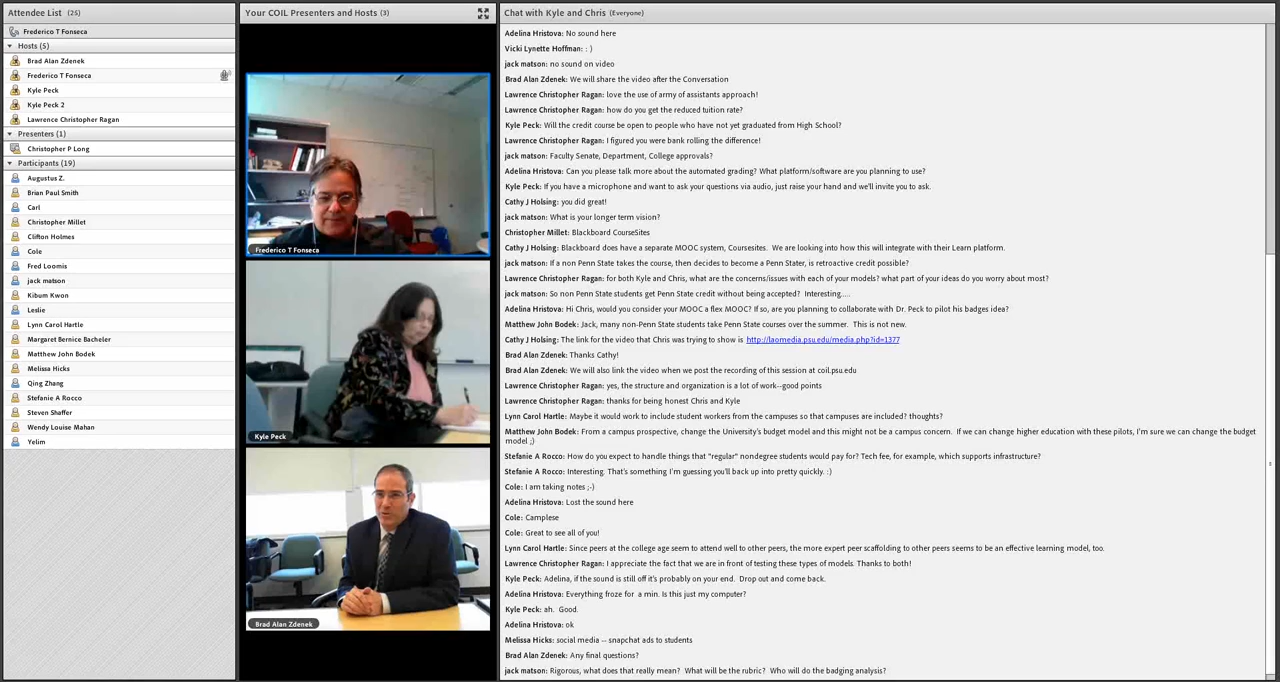 Attendee List (25)
Frederico T Fonseca
Hosts (5)
Brad Alan Zdenek
Frederico T Fonseca
Kyle Peck
Kyle Peck 2
Lawrence Christopher Ragan
Presenters (1)
Christopher P Long
Participants (19)
Augustus Z.
Brian Paul Smith
Carl
Christopher Millet
Clifton Holmes
Cole
Fred Loomis
jack matson
Kibum Kwon
Leslie
Lynn Carol Hartle
Margaret Bernice Bacheler
Matthew John Bodek
Melissa Hicks
Qing Zhang
Stefanie A Rocco
Steven Shaffer
Wendy Louise Mahan
Yelim
Your COIL Presenters and Hosts (3)
Frederico T Fonseca
Kyle Peck
Brad Alan Zdenek
Chat with Kyle and Chris (Everyone)
Adelina Hristova: No sound here
Vicki Lynette Hoffman: : )
jack matson: no sound on video
Brad Alan Zdenek: We will share the video after the Conversation
Lawrence Christopher Ragan: love the use of army of assistants approach!
Lawrence Christopher Ragan: how do you get the reduced tuition rate?
Kyle Peck: Will the credit course be open to people who have not yet graduated from High School?
Lawrence Christopher Ragan: I figured you were bank rolling the difference!
jack matson: Faculty Senate, Department, College approvals?
Adelina Hristova: Can you please talk more about the automated grading? What platform/software are you planning to use?
Kyle Peck: If you have a microphone and want to ask your questions via audio, just raise your hand and we'll invite you to ask.
Cathy J Holsing: you did great!
jack matson: What is your longer term vision?
Christopher Millet: Blackboard CourseSites
Cathy J Holsing: Blackboard does have a separate MOOC system, Coursesites. We are looking into how this will integrate with their Learn platform.
jack matson: If a non Penn State takes the course, then decides to become a Penn Stater, is retroactive credit possible?
Lawrence Christopher Ragan: for both Kyle and Chris, what are the concerns/issues with each of your models? what part of your ideas do you worry about most?
jack matson: So non Penn State students get Penn State credit without being accepted? Interesting....
Adelina Hristova: Hi Chris, would you consider your MOOC a flex MOOC? If so, are you planning to collaborate with Dr. Peck to pilot his badges idea?
Matthew John Bodek: Jack, many non-Penn State students take Penn State courses over the summer. This is not new.
Cathy J Holsing: The link for the video that Chris was trying to show is http://laomedia.psu.edu/media.php?id=1377
Brad Alan Zdenek: Thanks Cathy!
Brad Alan Zdenek: We will also link the video when we post the recording of this session at coil.psu.edu
Lawrence Christopher Ragan: yes, the structure and organization is a lot of work--good points
Lawrence Christopher Ragan: thanks for being honest Chris and Kyle
Lynn Carol Hartle: Maybe it would work to include student workers from the campuses so that campuses are included? thoughts?
Matthew John Bodek: From a campus prospective, change the University's budget model and this might not be a campus concern. If we can change higher education with these pilots, I'm sure we can change the budget
model ;)
Stefanie A Rocco: How do you expect to handle things that "regular" nondegree students would pay for? Tech fee, for example, which supports infrastructure?
Stefanie A Rocco: Interesting. That's something I'm guessing you'll back up into pretty quickly. :)
Cole: I am taking notes ;-)
Adelina Hristova: Lost the sound here
Cole: Camplese
Cole: Great to see all of you!
Lynn Carol Hartle: Since peers at the college age seem to attend well to other peers, the more expert peer scaffolding to other peers seems to be an effective learning model, too.
Lawrence Christopher Ragan: I appreciate the fact that we are in front of testing these types of models. Thanks to both!
Kyle Peck: Adelina, if the sound is still off it's probably on your end. Drop out and come back.
Adelina Hristova: Everything froze for a min. Is this just my computer?
Kyle Peck: ah. Good.
Adelina Hristova: ok
Melissa Hicks: social media -- snapchat ads to students
Brad Alan Zdenek: Any final questions?
jack matson: Rigorous, what does that really mean? What will be the rubric? Who will do the badging analysis?